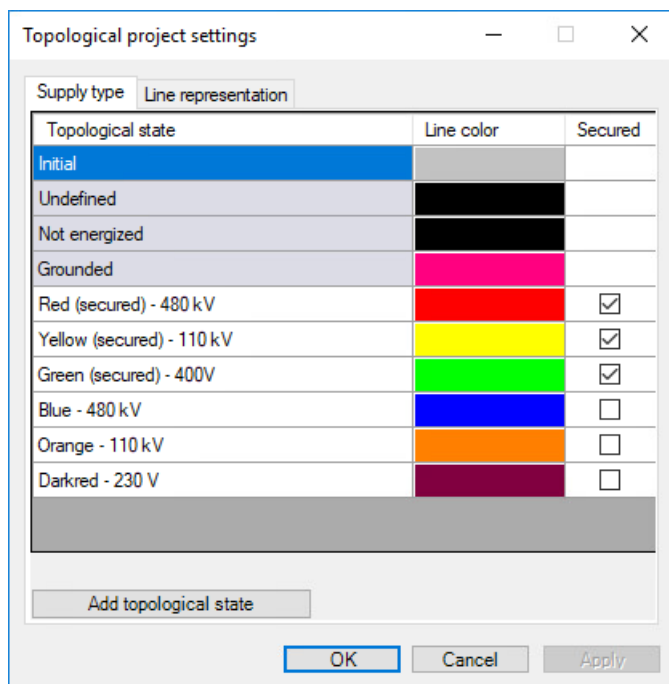 Topological project settings
Supply type Line representation
Topological state Line color Secured
Initial
Undefined
Not energized
Grounded
Red (secured) - 480 kV
Yellow (secured) - 110 kV
Green (secured) - 400V
Blue - 480 kV
Orange - 110 kV
Darkred - 230 V
Add topological state
OK Cancel Apply